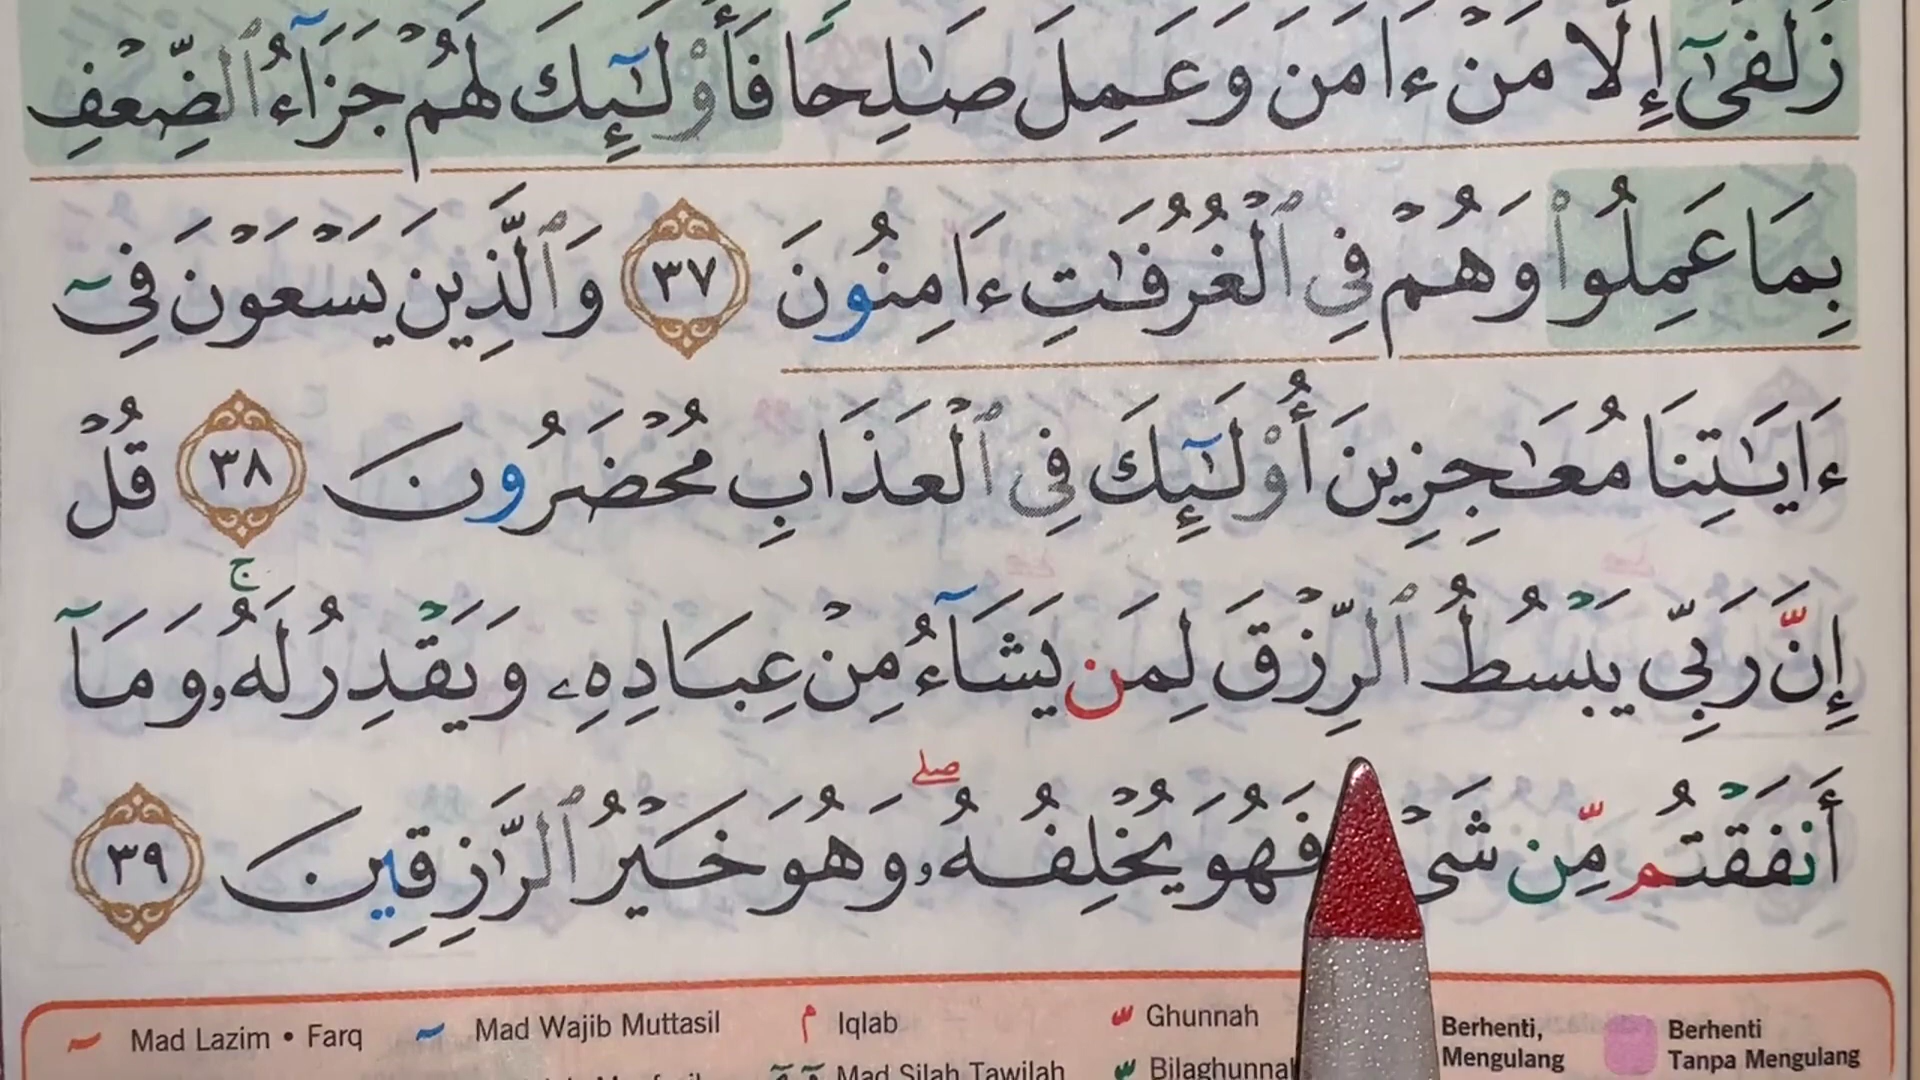 زُلْفَىٰٓ إِلَّا مَنْ ءَامَنَ وَعَمِلَ صَـٰلِحًا فَأُو۟لَـٰٓئِكَ لَهُمْ جَزَآءُ ٱلضِّعْفِ
بِمَا عَمِلُوا۟ وَهُمْ فِى ٱلْغُرُفَـٰتِ ءَامِنُونَ ٣٧ وَٱلَّذِينَ يَسْعَوْنَ فِىٓ
ءَايَـٰتِنَا مُعَـٰجِزِينَ أُو۟لَـٰٓئِكَ فِى ٱلْعَذَابِ مُحْضَرُونَ ٣٨ قُلْ
إِنَّ رَبِّى يَبْسُطُ ٱلرِّزْقَ لِمَن يَشَآءُ مِنْ عِبَادِهِۦ وَيَقْدِرُ لَهُۥ ۚ وَمَآ
أَنفَقْتُم مِّن شَىْ فَهُوَ يُخْلِفُهُۥ ۖ وَهُوَ خَيْرُ ٱلرَّٰزِقِينَ ٣٩
Mad Lazim • Farq Mad Wajib Muttasil Iqlab Ghunnah Berhenti, Mengulang Berhenti Tanpa Mengulang
Mad Silah Tawilah